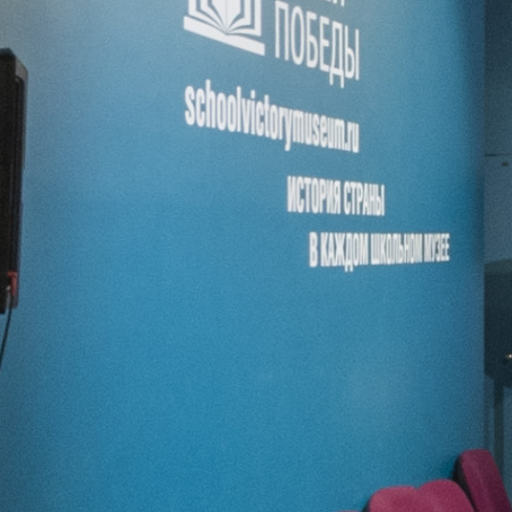 ПОБЕДЫ
schoolvictorymuseum.ru
ИСТОРИЯ СТРАНЫ
В КАЖДОМ ШКОЛЬНОМ МУЗЕЕ